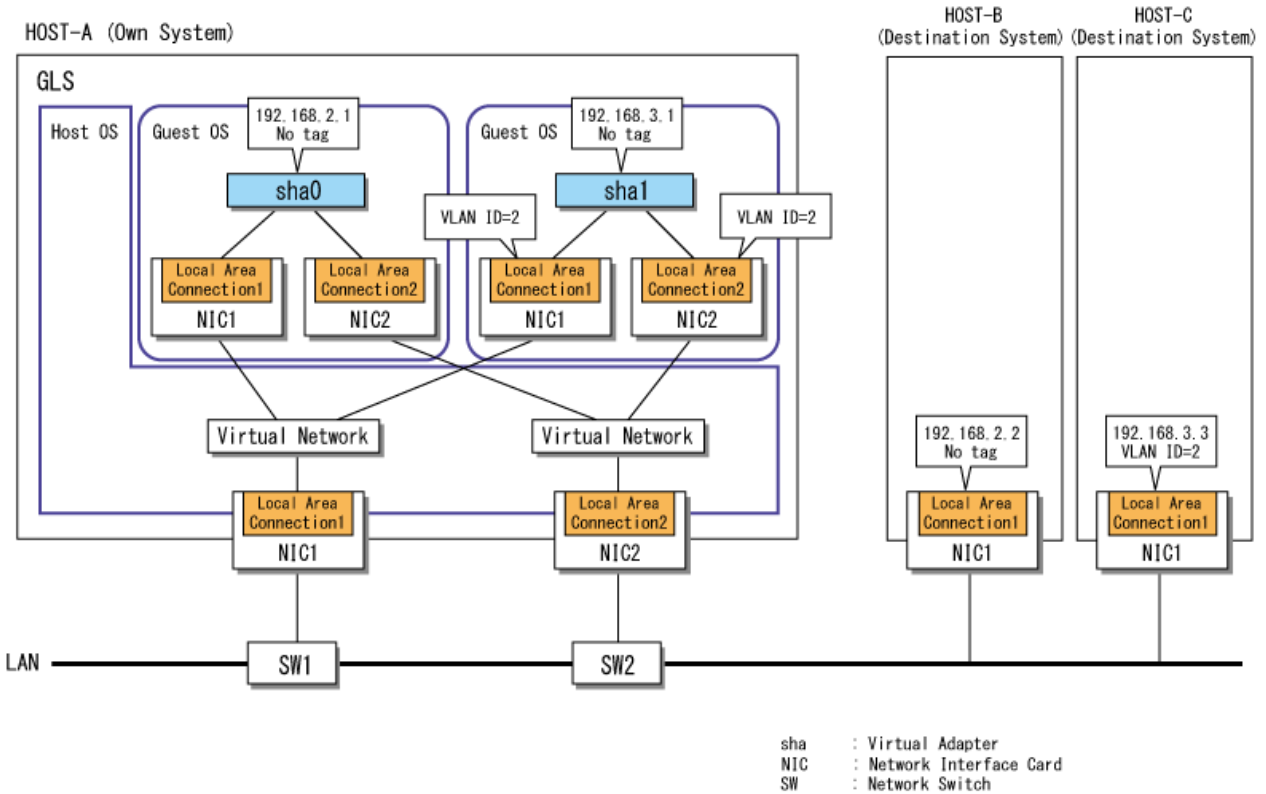 HOST-A (Own System)
HOST-B
(Destination System)
HOST-C
(Destination System)
GLS
Host OS
Guest OS
192.168.2.1
No tag
sha0
Guest OS
192.168.3.1
No tag
sha1
VLAN ID=2
VLAN ID=2
Local Area
Connection1
NIC1
Local Area
Connection2
NIC2
Local Area
Connection1
NIC1
Local Area
Connection2
NIC2
Virtual Network
Virtual Network
192.168.2.2
No tag
192.168.3.3
VLAN ID=2
Local Area
Connection1
NIC1
Local Area
Connection2
NIC2
Local Area
Connection1
NIC1
Local Area
Connection1
NIC1
LAN
SW1
SW2
sha : Virtual Adapter
NIC : Network Interface Card
SW : Network Switch